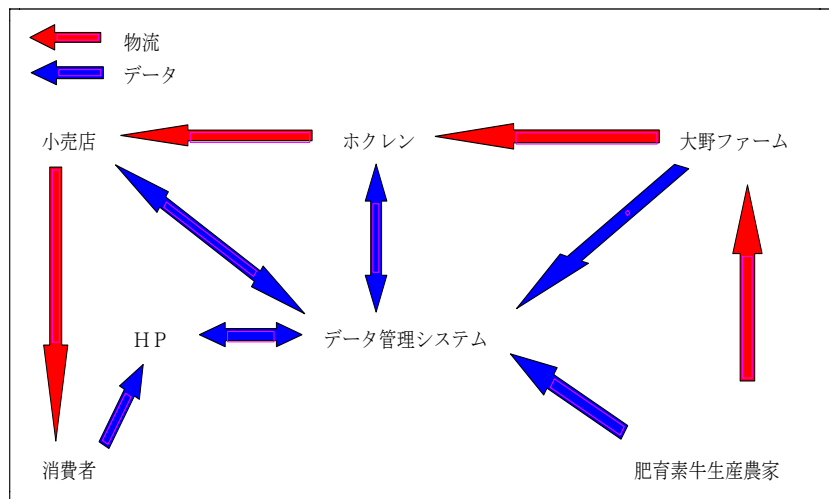 物流
データ
小売店
ホクレン
大野ファーム
ＨＰ
データ管理システム
消費者
肥育素牛生産農家